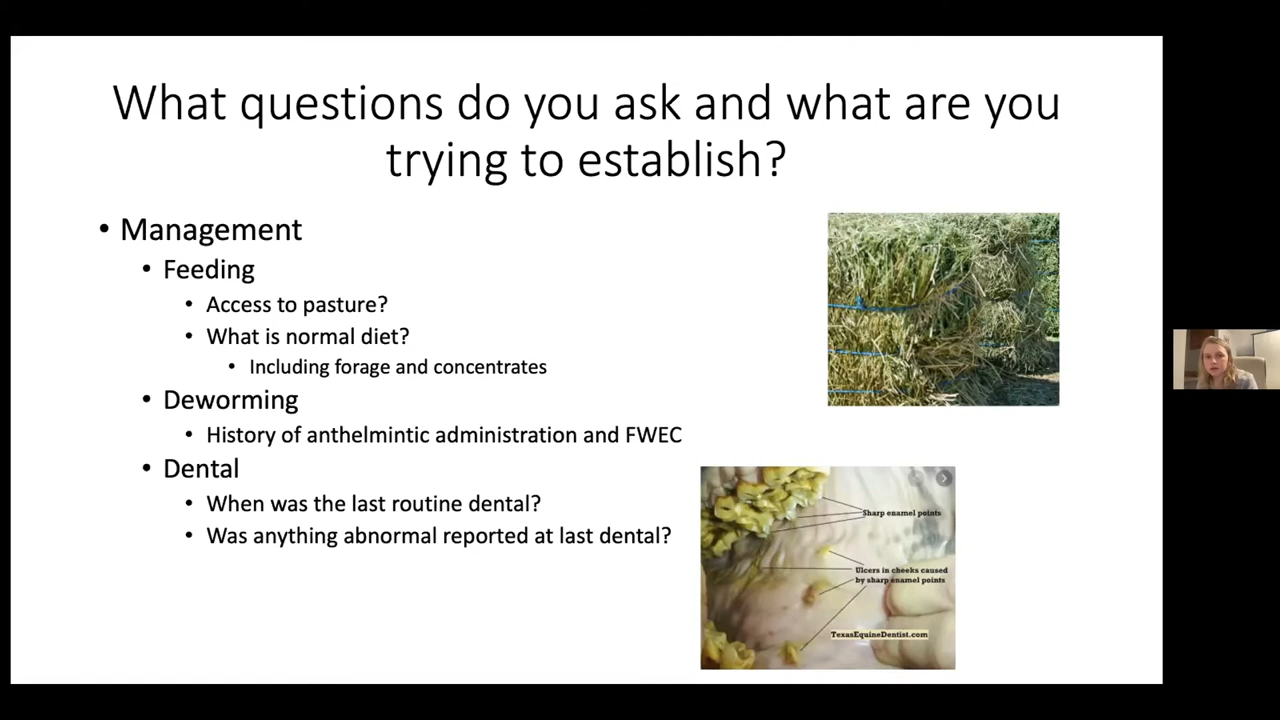 What questions do you ask and what are you
trying to establish?
• Management
• Feeding
• Access to pasture?
• What is normal diet?
• Including forage and concentrates
• Deworming
• History of anthelmintic administration and FWEC
• Dental
• When was the last routine dental?
• Was anything abnormal reported at last dental?
Sharp enamel points
Ulcers in cheeks caused
by sharp enamel points
TexasEquineDentist.com